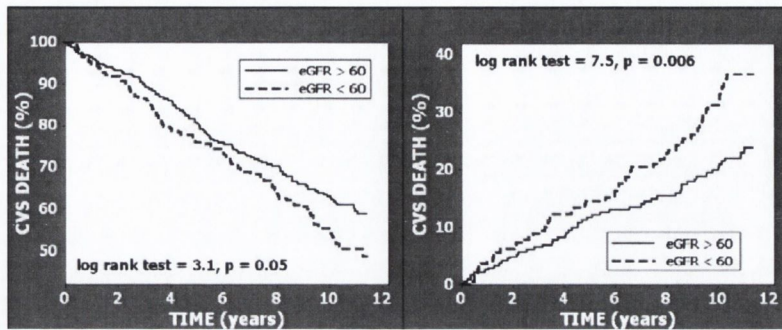 100
90
80
70
60
50
CVS DEATH (%)
eGFR > 60
eGFR < 60
log rank test = 3.1, p = 0.05
0 2 4 6 8 10 12
TIME (years)
40
30
20
10
0
CVS DEATH (%)
log rank test = 7.5, p = 0.006
eGFR > 60
eGFR < 60
0 2 4 6 8 10 12
TIME (years)